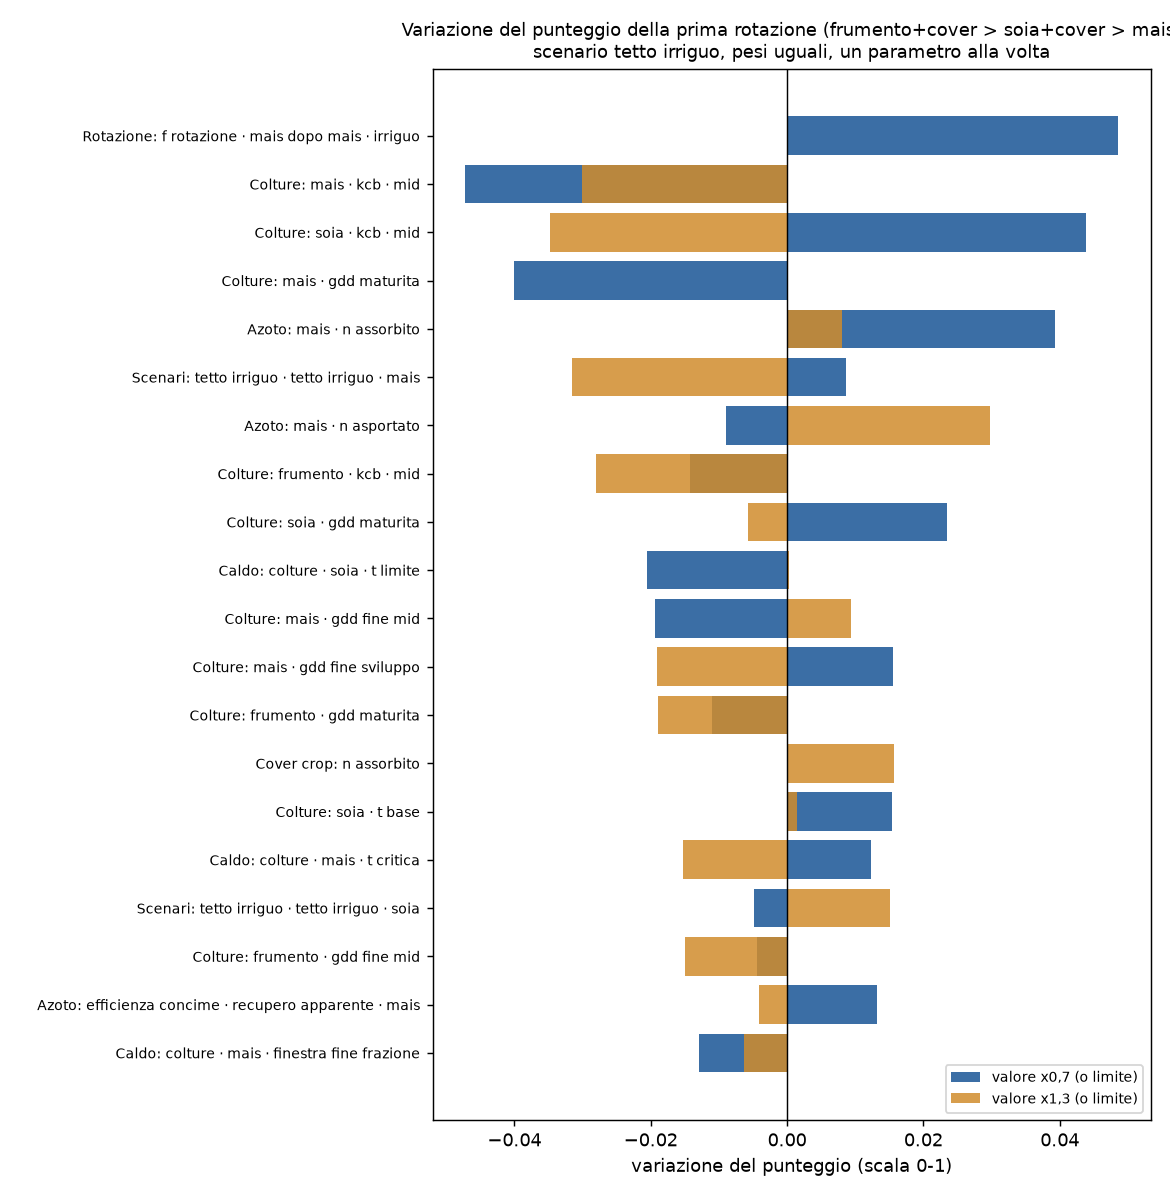 Variazione del punteggio della prima rotazione (frumento+cover > soia+cover > mais
scenario tetto irriguo, pesi uguali, un parametro alla volta
Rotazione: f rotazione · mais dopo mais · irriguo
Colture: mais · kcb · mid
Colture: soia · kcb · mid
Colture: mais · gdd maturita
Azoto: mais · n assorbito
Scenari: tetto irriguo · tetto irriguo · mais
Azoto: mais · n asportato
Colture: frumento · kcb · mid
Colture: soia · gdd maturita
Caldo: colture · soia · t limite
Colture: mais · gdd fine mid
Colture: mais · gdd fine sviluppo
Colture: frumento · gdd maturita
Cover crop: n assorbito
Colture: soia · t base
Caldo: colture · mais · t critica
Scenari: tetto irriguo · tetto irriguo · soia
Colture: frumento · gdd fine mid
Azoto: efficienza concime · recupero apparente · mais
Caldo: colture · mais · finestra fine frazione
valore x0,7 (o limite)
valore x1,3 (o limite)
−0.04 −0.02 0.00 0.02 0.04
variazione del punteggio (scala 0-1)